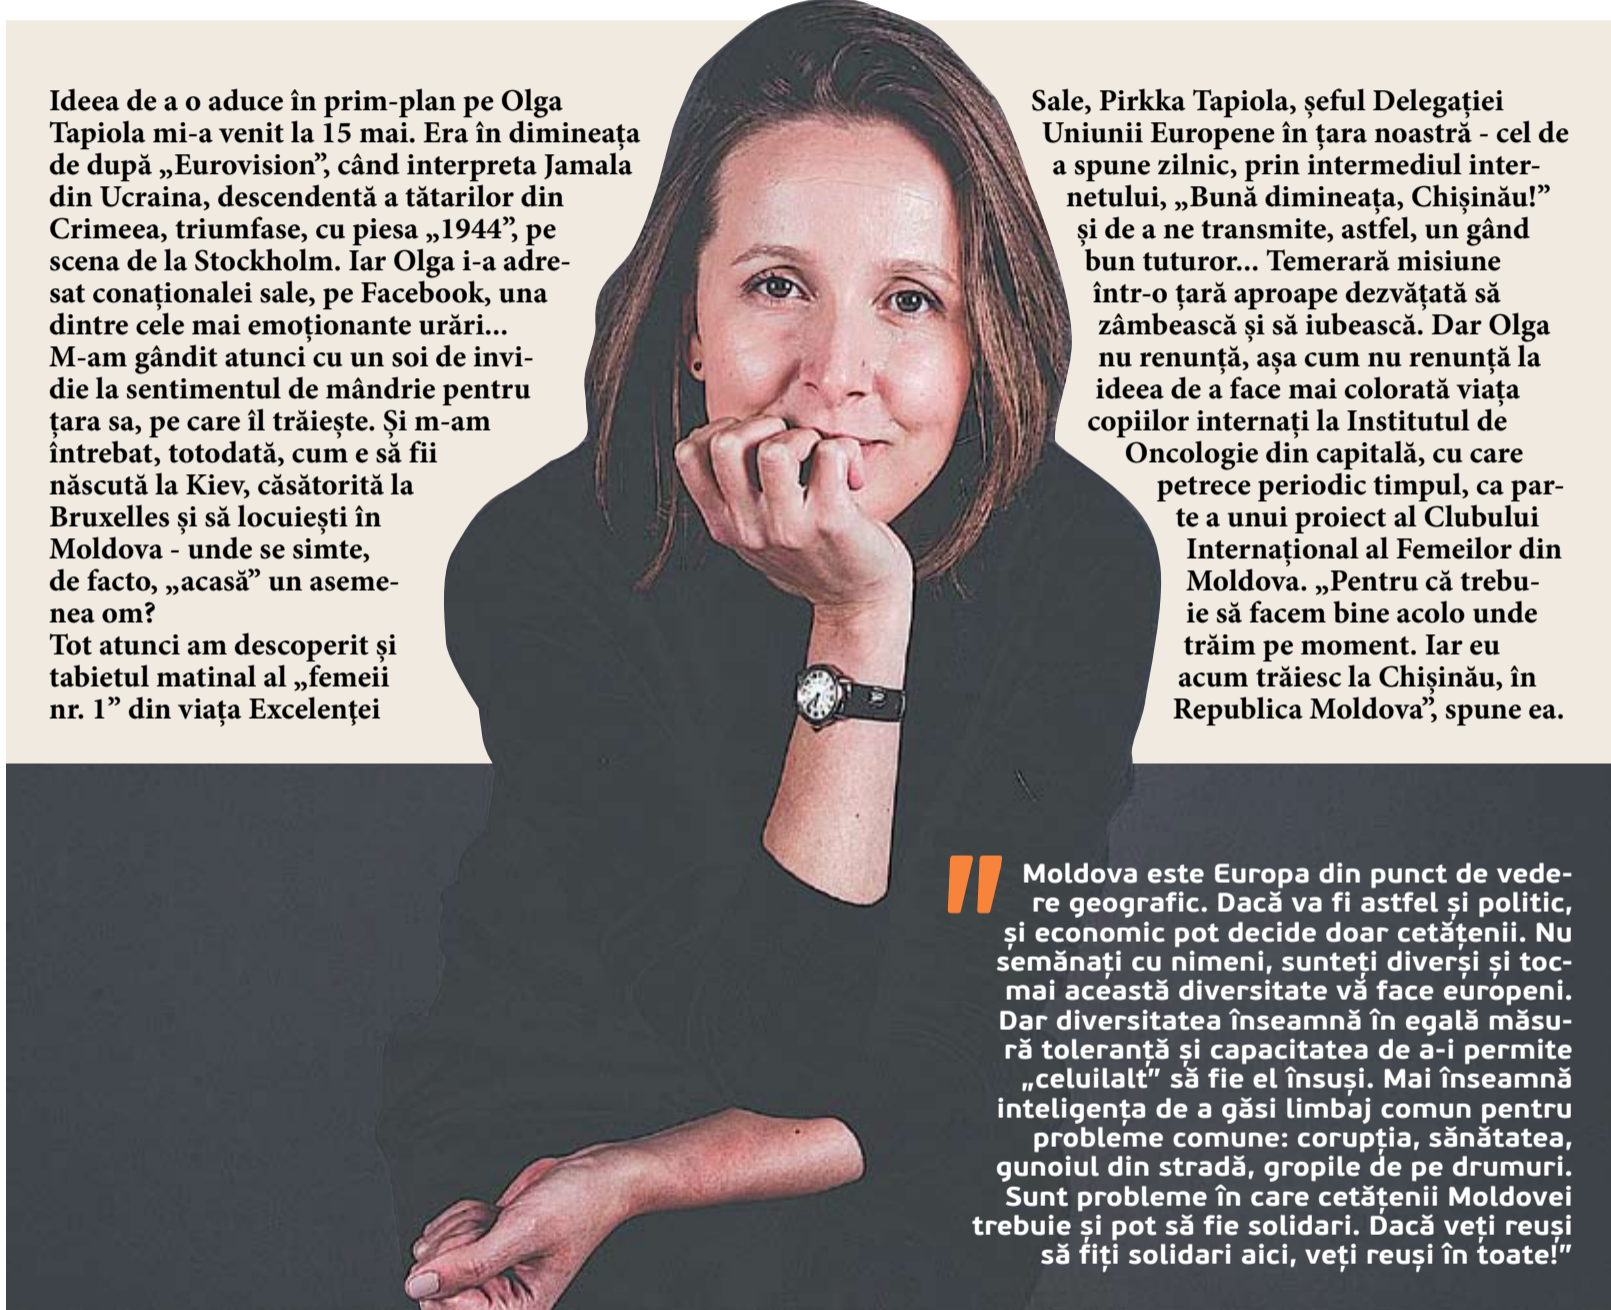 Ideea de a o aduce în prim-plan pe Olga
Tapiola mi-a venit la 15 mai. Era în dimineața
de după „Eurovision”, când interpreta Jamala
din Ucraina, descendentă a tătarilor din
Crimeea, triumfase, cu piesa „1944”, pe
scena de la Stockholm. Iar Olga i-a adre-
sat conaționalei sale, pe Facebook, una
dintre cele mai emoționante urări...
M-am gândit atunci cu un soi de invi-
die la sentimentul de mândrie pentru
țara sa, pe care îl trăiește. Și m-am
întrebat, totodată, cum e să fii
născută la Kiev, căsătorită la
Bruxelles și să locuiești în
Moldova - unde se simte,
de facto, „acasă” un aseme-
nea om?
Tot atunci am descoperit și
tabietul matinal al „femeii
nr. 1” din viața Excelenței
Sale, Pirkka Tapiola, șeful Delegației
Uniunii Europene în țara noastră - cel de
a spune zilnic, prin intermediul inter-
netului, „Bună dimineața, Chișinău!”
și de a ne transmite, astfel, un gând
bun tuturor... Temerară misiune
într-o țară aproape dezvățată să
zâmbească și să iubească. Dar Olga
nu renunță, așa cum nu renunță la
ideea de a face mai colorată viața
copiilor internați la Institutul de
Oncologie din capitală, cu care
petrece periodic timpul, ca par-
te a unui proiect al Clubului
Internațional al Femeilor din
Moldova. „Pentru că trebu-
ie să facem bine acolo unde
trăim pe moment. Iar eu
acum trăiesc la Chișinău, în
Republica Moldova”, spune ea.
" Moldova este Europa din punct de vede-
re geografic. Dacă va fi astfel și politic,
și economic pot decide doar cetățenii. Nu
semănați cu nimeni, sunteți diverși și toc-
mai această diversitate vă face europeni.
Dar diversitatea înseamnă în egală măsu-
ră toleranță și capacitatea de a-i permite
„celuilalt” să fie el însuși. Mai înseamnă
inteligența de a găsi limbaj comun pentru
probleme comune: corupția, sănătatea,
gunoiul din stradă, gropile de pe drumuri.
Sunt probleme în care cetățenii Moldovei
trebuie și pot să fie solidari. Dacă veți reuși
să fiți solidari aici, veți reuși în toate!”